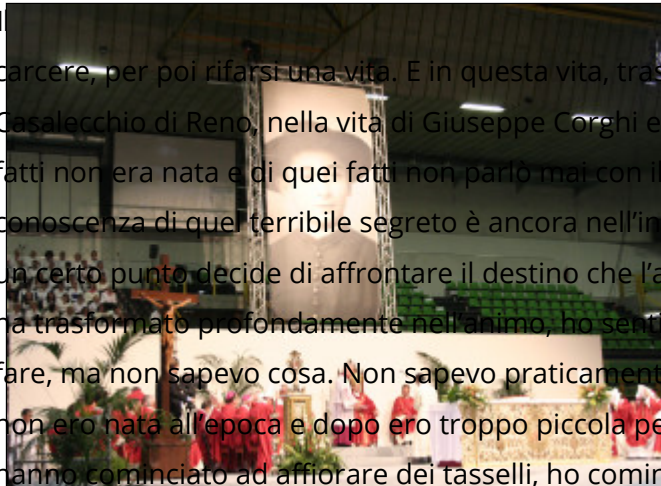 carcere, per poi rifarsi una vita. E in questa vita, tras
Casalecchio di Reno, nella vita di Giuseppe Corghi e
fatti non era nata e di quei fatti non parlò mai con i
conoscenza di quel terribile segreto è ancora nell'in
un certo punto decide di affrontare il destino che l'a
ha trasformato profondamente nell'animo, ho senti
fare, ma non sapevo cosa. Non sapevo praticament
non ero nata all'epoca e dopo ero troppo piccola pe
hanno cominciato ad affiorare dei tasselli, ho comin